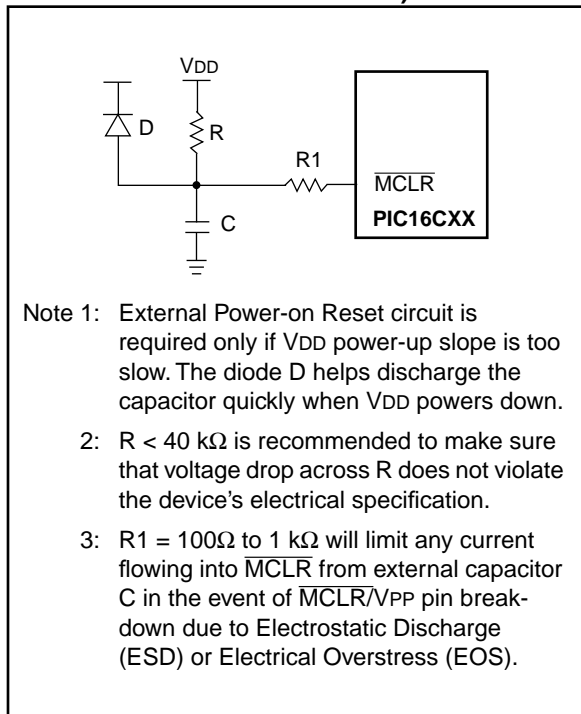 VDD
D
R
R1
MCLR
PIC16CXX
C
Note 1: External Power-on Reset circuit is
required only if VDD power-up slope is too
slow. The diode D helps discharge the
capacitor quickly when VDD powers down.
2: R < 40 kΩ is recommended to make sure
that voltage drop across R does not violate
the device's electrical specification.
3: R1 = 100Ω to 1 kΩ will limit any current
flowing into MCLR from external capacitor
C in the event of MCLR/VPP pin break-
down due to Electrostatic Discharge
(ESD) or Electrical Overstress (EOS).